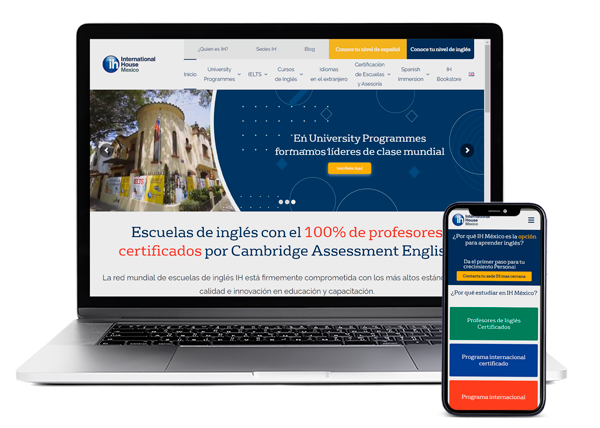 ¿Quien es IH?
Sedes IH
Blog
Conoce tu nivel de español
Conoce tu nivel de inglés
ih International
House
Mexico
Inicio
University
Programmes
IELTS
Cursos
de Inglés
Idiomas
en el extranjero
Certificación
de Escuelas
y Asesoría
Spanish
Immersion
IH
Bookstore
En University Programmes
formamos líderes de clase mundial
IELTS
Escuelas de inglés con el 100% de profesores
certificados por Cambridge Assessment Englis
La red mundial de escuelas de inglés IH está firmemente comprometida con los más altos están
calidad e innovación en educación y capacitación.
ih International
House
Mexico
¿Por qué IH México es la opción
para aprender inglés?
Da el primer paso para tu
crecimiento Personal
Contacta tu sede IH mas cercana
¿Por qué estudiar en IH México?
Profesores de Inglés
Certificados
Programa internacional
certificado
Programa internacional